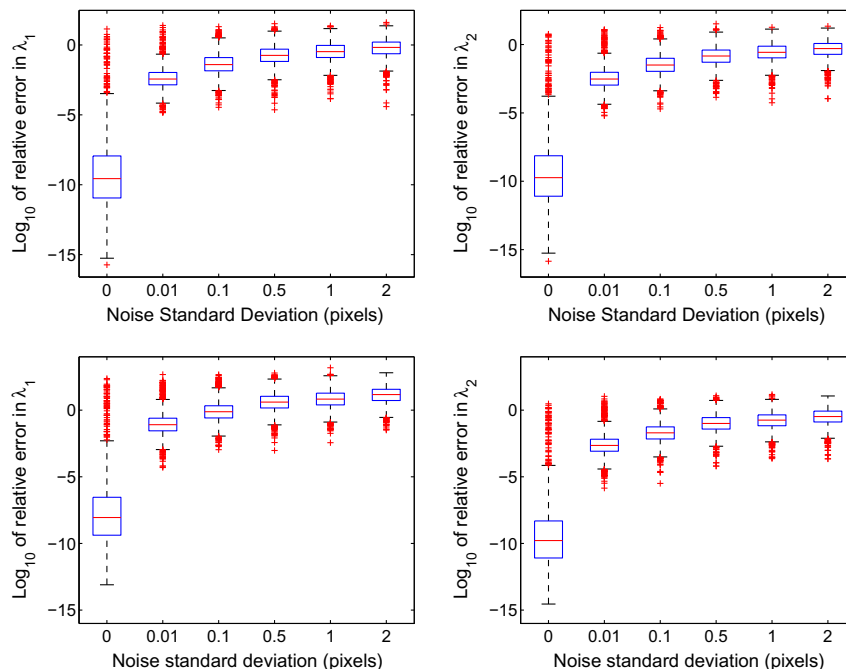 Log10 of relative error in λ1
0
−5
−10
−15
0 0.01 0.1 0.5 1 2
Noise Standard Deviation (pixels)
Log10 of relative error in λ2
0
−5
−10
−15
0 0.01 0.1 0.5 1 2
Noise Standard Deviation (pixels)
Log10 of relative error in λ1
0
−5
−10
−15
0 0.01 0.1 0.5 1 2
Noise standard deviation (pixels)
Log10 of relative error in λ2
0
−5
−10
−15
0 0.01 0.1 0.5 1 2
Noise standard deviation (pixels)